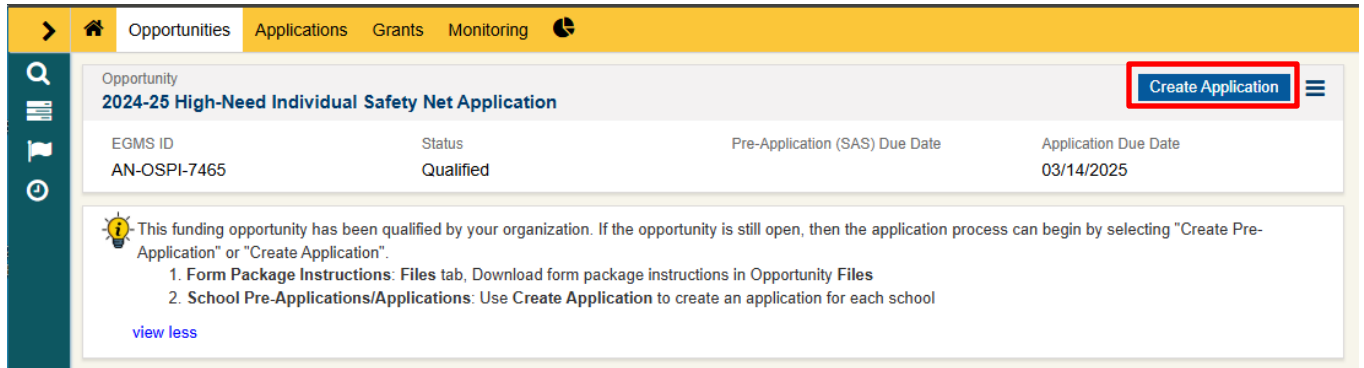 Opportunities Applications Grants Monitoring
Opportunity
2024-25 High-Need Individual Safety Net Application
Create Application
EGMS ID Status Pre-Application (SAS) Due Date Application Due Date
AN-OSPI-7465 Qualified 03/14/2025
This funding opportunity has been qualified by your organization. If the opportunity is still open, then the application process can begin by selecting "Create Pre-
Application" or "Create Application".
1. Form Package Instructions: Files tab, Download form package instructions in Opportunity Files
2. School Pre-Applications/Applications: Use Create Application to create an application for each school
view less